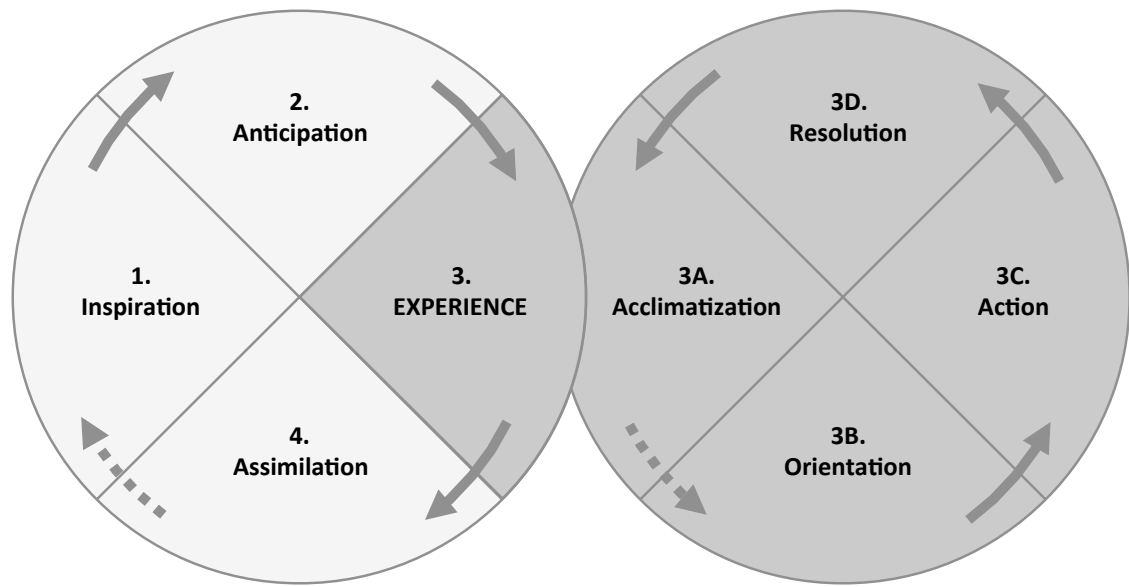 2.
Anticipation
1.
Inspiration
3.
EXPERIENCE
4.
Assimilation
3D.
Resolution
3A.
Acclimatization
3C.
Action
3B.
Orientation